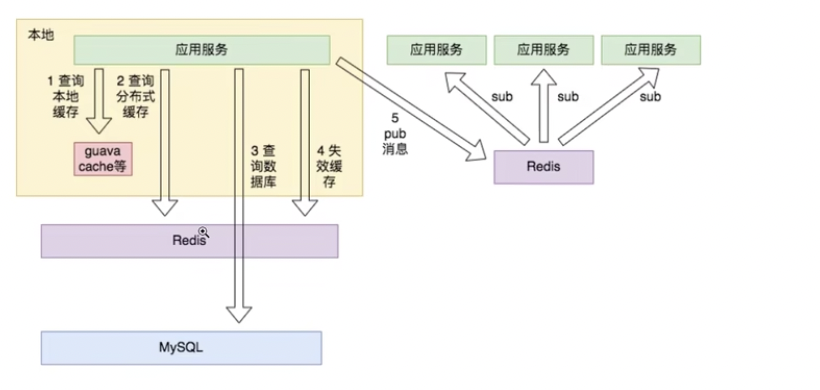 本地
应用服务
1 查询
本地
缓存
2 查询
分布式
缓存
guava
cache等
3 查
询数
据库
4 失
效缓
存
5
pub
消息
应用服务
应用服务
应用服务
sub
sub
sub
Redis
Redis
MySQL